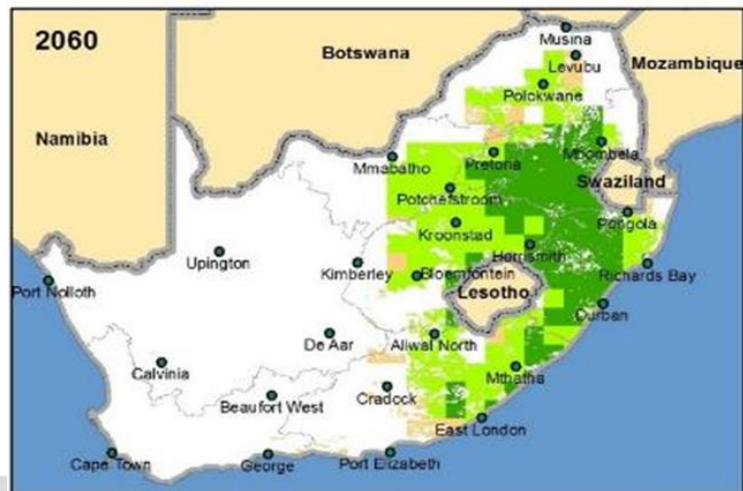 2060
Musina
Botswana
Levubu
Mozambique
Polokwane
Namibia
Mbombela
Pretoria
Mmabatho
Swaziland
Potchefstroom
Pongola
Kroonstad
Upington
Harrismith
Kimberley
Bloemfontein
Richards Bay
Port Nolloth
Lesotho
Durban
De Aar
Aliwal North
Calvinia
Mthatha
Cradock
Beaufort West
East London
Cape Town
George
Port Elizabeth